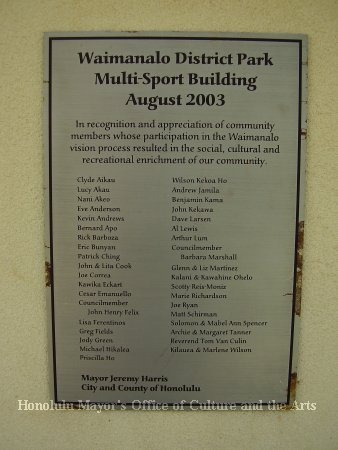 Waimanalo District Park
Multi-Sport Building
August 2003
In recognition and appreciation of community
members whose participation in the Waimanalo
vision process resulted in the social, cultural and
recreational enrichment of our community.
Clyde Aikau
Lucy Akau
Nani Akeo
Eve Anderson
Kevin Andrews
Bernard Apo
Rick Barboza
Eric Bunyan
Patrick Ching
John & Lita Cook
Joe Correa
Kawika Eckart
Cesar Emanuello
Councilmember
John Henry Felix
Lisa Ferentinos
Greg Fields
Jody Green
Michael Hikalea
Priscilla Ho
Wilson Kekoa Ho
Andrew Jamila
Benjamin Kama
John Kekawa
Dave Larsen
Al Lewis
Arthur Lum
Councilmember
Barbara Marshall
Glenn & Liz Martinez
Kalani & Kawahine Ohelo
Scotty Reis-Moniz
Marie Richardson
Joe Ryan
Matt Schirman
Solomon & Mabel Ann Spencer
Archie & Margaret Tanner
Reverend Tom Van Culin
Kilauea & Marlene Wilson
Mayor Jeremy Harris
City and County of Honolulu
Honolulu Mayor's Office of Culture and the Arts